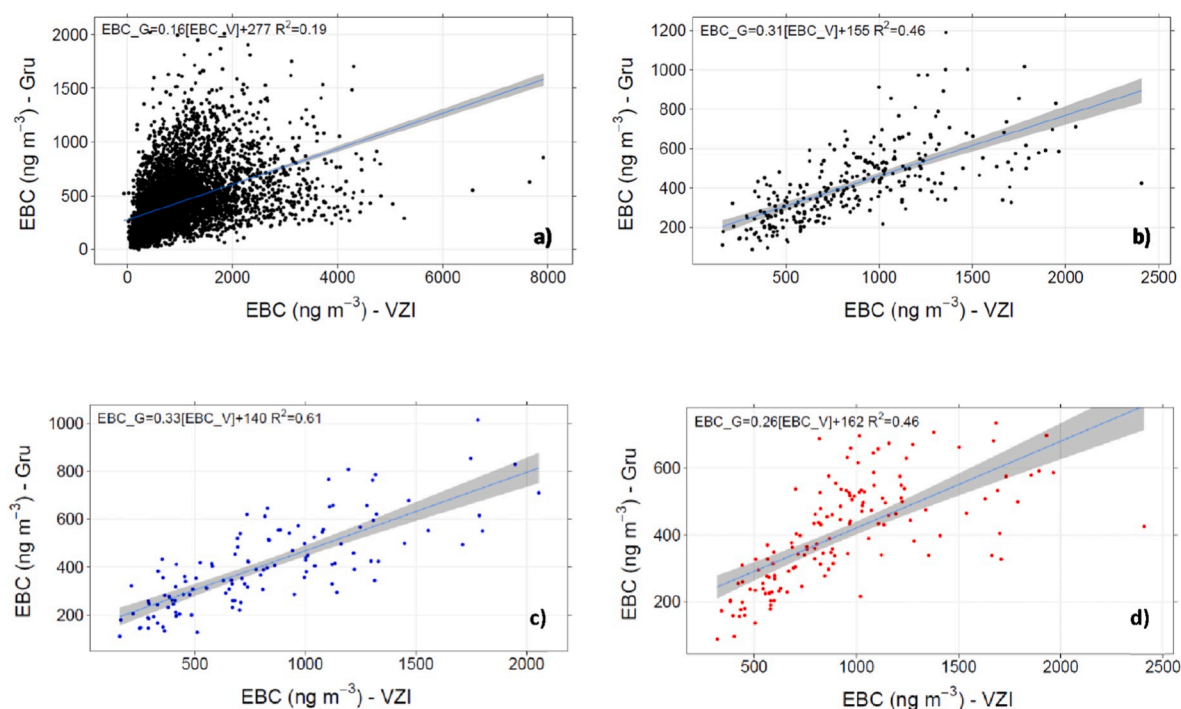 EBC_G=0.16[EBC_V]+277 R²=0.19
2000
1500
1000
500
0
EBC (ng m⁻³) - Gru
a)
0 2000 4000 6000 8000
EBC (ng m⁻³) - VZI
EBC_G=0.31[EBC_V]+155 R²=0.46
1200
1000
800
600
400
200
EBC (ng m⁻³) - Gru
b)
500 1000 1500 2000 2500
EBC (ng m⁻³) - VZI
EBC_G=0.33[EBC_V]+140 R²=0.61
1000
800
600
400
200
EBC (ng m⁻³) - Gru
c)
500 1000 1500 2000
EBC (ng m⁻³) - VZI
EBC_G=0.26[EBC_V]+162 R²=0.46
600
400
200
EBC (ng m⁻³) - Gru
d)
500 1000 1500 2000 2500
EBC (ng m⁻³) - VZI